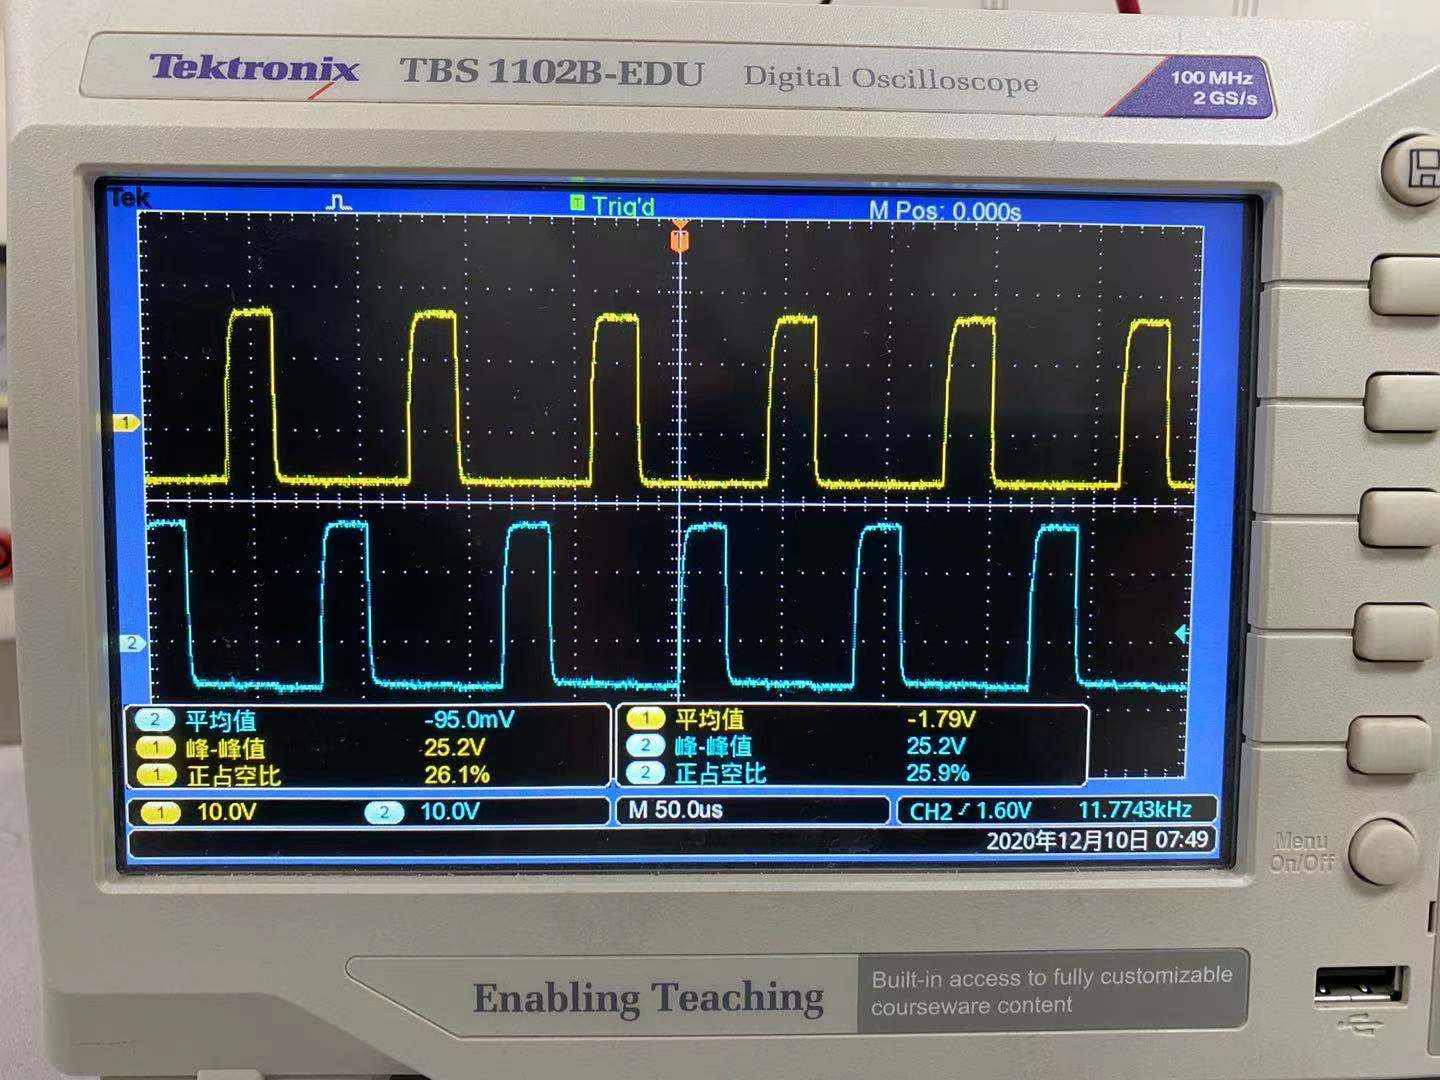 Tektronix TBS 1102B-EDU Digital Oscilloscope
100 MHz
2 GS/s
Tek T Trig'd M Pos: 0.000s
T
1
2
2 平均值 -95.0mV
1 峰-峰值 25.2V
1 正占空比 26.1%
1 平均值 -1.79V
2 峰-峰值 25.2V
2 正占空比 25.9%
1 10.0V 2 10.0V M 50.0us CH2 1.60V 11.7743kHz
2020年12月10日 07:49
Menu
On/Off
Enabling Teaching
Built-in access to fully customizable
courseware content